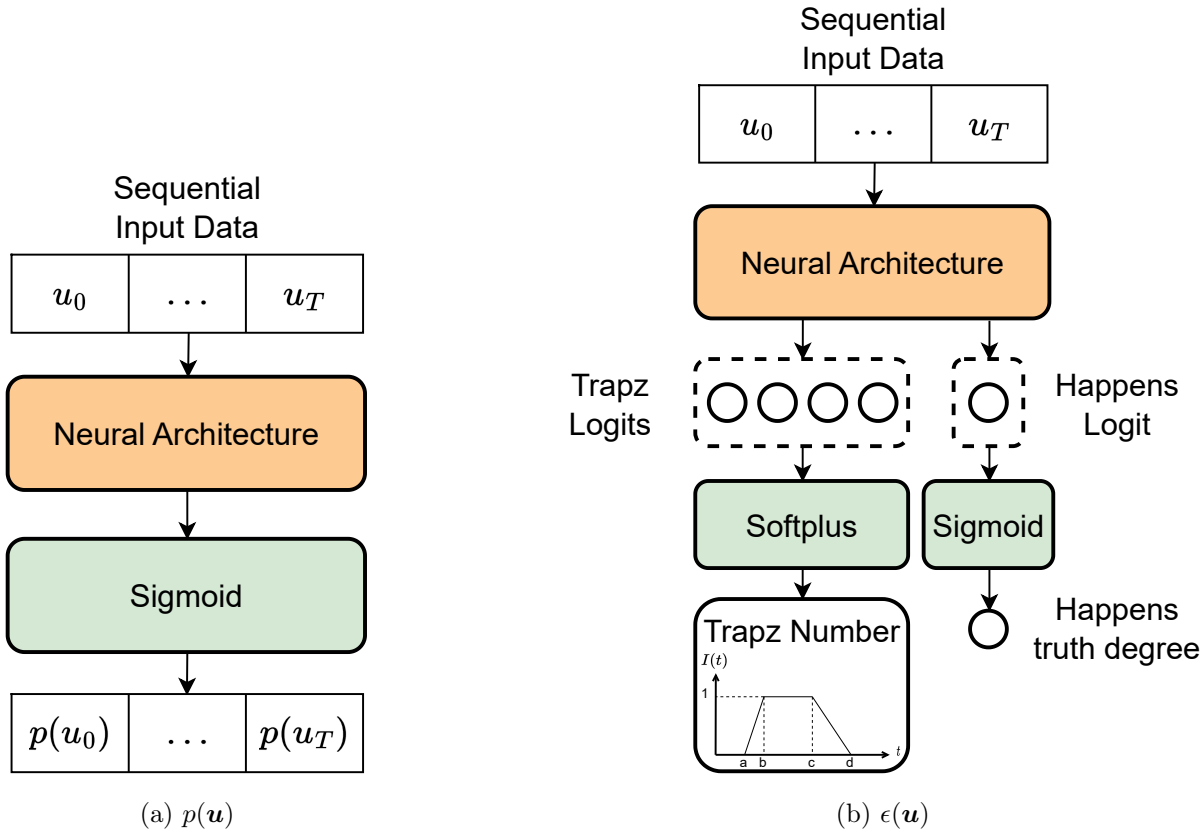 Sequential
Input Data
u_0 ... u_T
Neural Architecture
Sigmoid
p(u_0) ... p(u_T)
(a) p(u)
Sequential
Input Data
u_0 ... u_T
Neural Architecture
Trapz
Logits
Happens
Logit
Softplus
Sigmoid
Trapz Number
I(t)
1
a b c d t
Happens
truth degree
(b) ϵ(u)